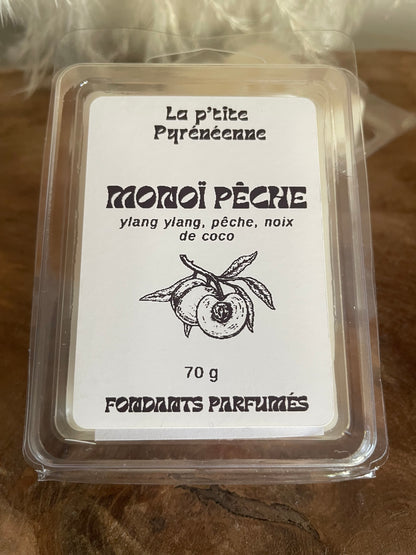 La p'tite
Pyrénéenne
MONOÏ PÊCHE
ylang ylang, pêche, noix
de coco
70 g
FONDANTS PARFUMÉS